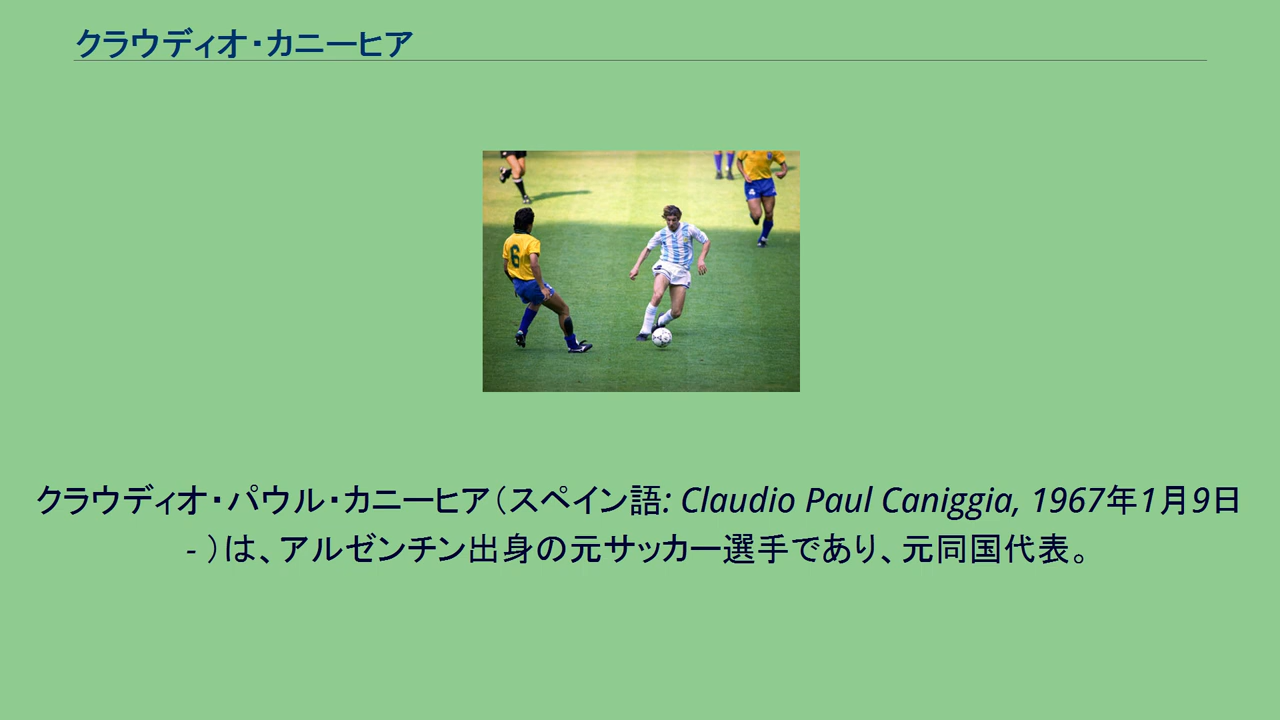 クラウディオ・カニーヒア
6
クラウディオ・パウル・カニーヒア（スペイン語: Claudio Paul Caniggia, 1967年1月9日
- ）は、アルゼンチン出身の元サッカー選手であり、元同国代表。